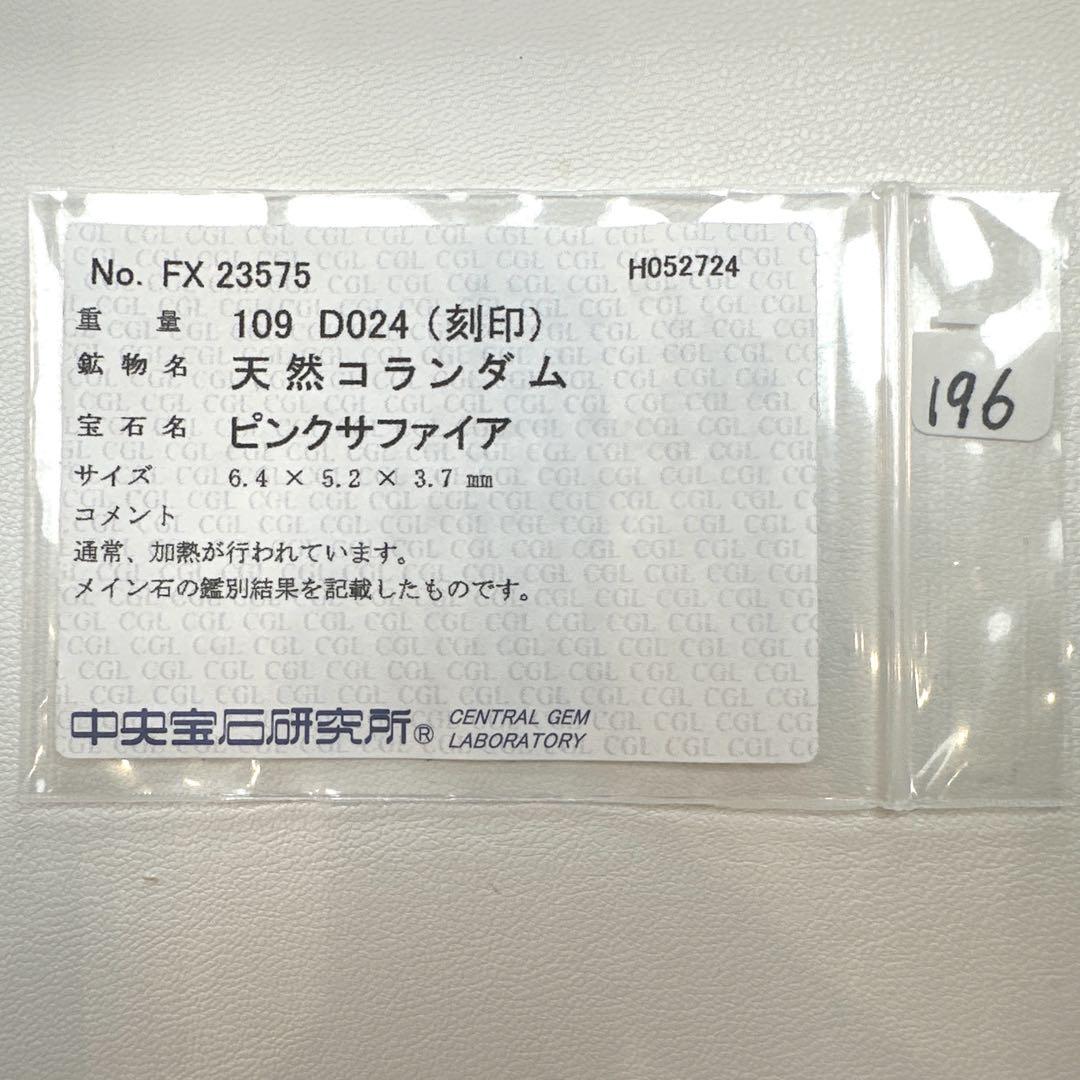 No. FX 23575 H052724
重量 109 D024 (刻印)
鉱物名 天然コランダム
宝石名 ピンクサファイア
サイズ 6.4 × 5.2 × 3.7 mm
コメント
通常、加熱が行われています。
メイン石の鑑別結果を記載したものです。
中央宝石研究所® CENTRAL GEM
LABORATORY
196